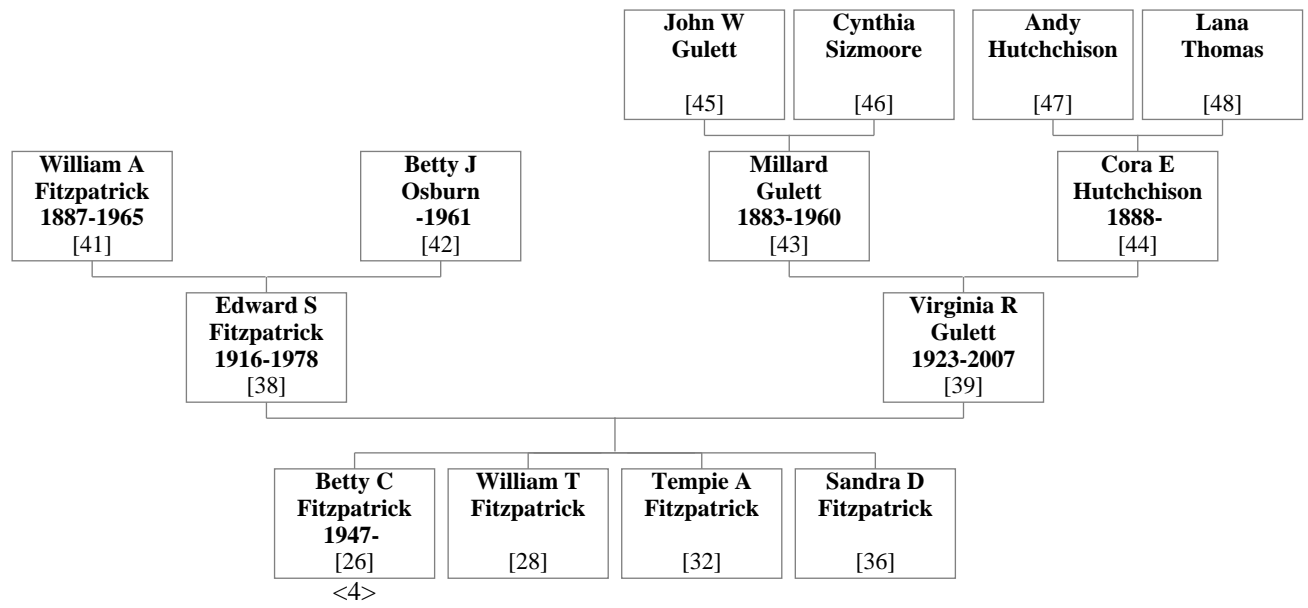 John W
Gulett
[45]
Cynthia
Sizmoore
[46]
Andy
Hutchchison
[47]
Lana
Thomas
[48]
William A
Fitzpatrick
1887-1965
[41]
Betty J
Osburn
-1961
[42]
Millard
Gulett
1883-1960
[43]
Cora E
Hutchchison
1888-
[44]
Edward S
Fitzpatrick
1916-1978
[38]
Virginia R
Gulett
1923-2007
[39]
Betty C
Fitzpatrick
1947-
[26]
<4>
William T
Fitzpatrick
[28]
Tempie A
Fitzpatrick
[32]
Sandra D
Fitzpatrick
[36]